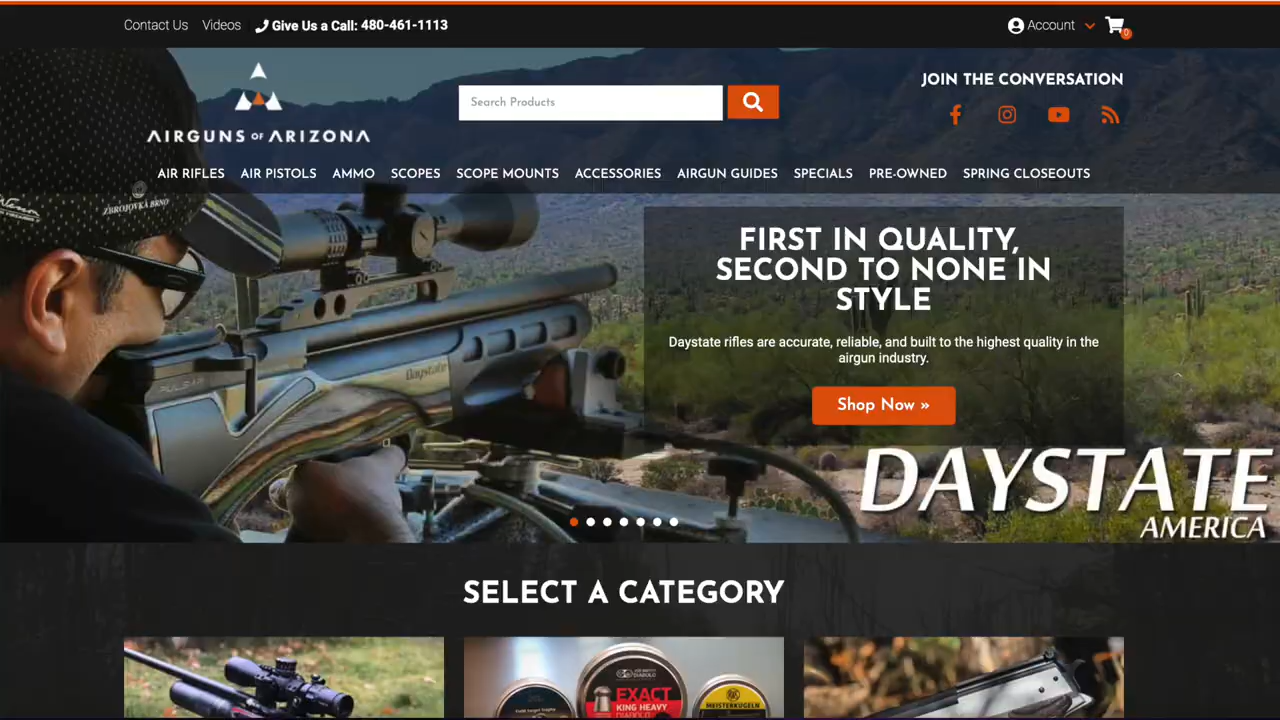 Contact Us Videos Give Us a Call: 480-461-1113 Account 0
JOIN THE CONVERSATION
Search Products
AIRGUNS OF ARIZONA
AIR RIFLES AIR PISTOLS AMMO SCOPES SCOPE MOUNTS ACCESSORIES AIRGUN GUIDES SPECIALS PRE-OWNED SPRING CLOSEOUTS
ZBROJOVKA BRNO
FIRST IN QUALITY,
SECOND TO NONE IN
STYLE
Daystate rifles are accurate, reliable, and built to the highest quality in the
airgun industry.
PULSAR
Daystate
Shop Now »
DAYSTATE
AMERICA
SELECT A CATEGORY
DIABOLO
EXACT
KING HEAVY
DIABOLO
MEISTERKUGELN